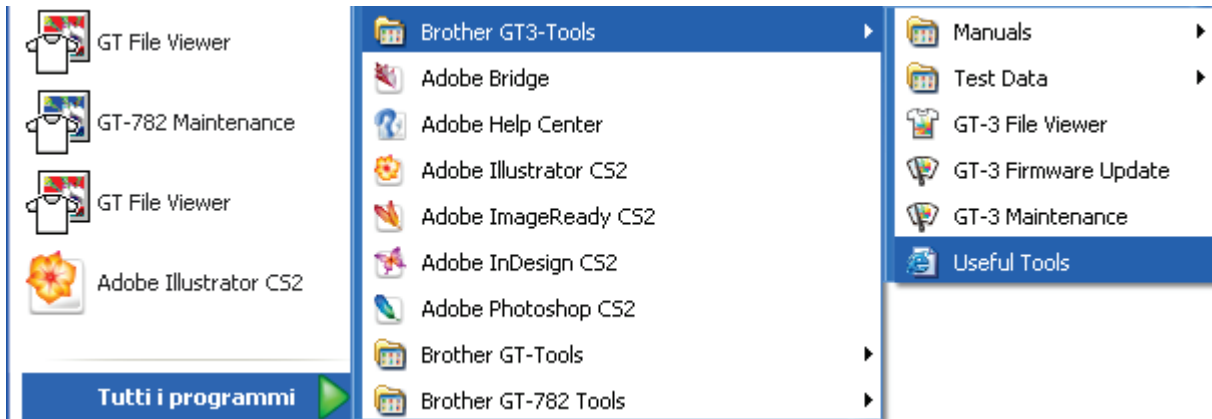 GT File Viewer
GT-782 Maintenance
GT File Viewer
Adobe Illustrator CS2
Tutti i programmi
Brother GT3-Tools
Adobe Bridge
Adobe Help Center
Adobe Illustrator CS2
Adobe ImageReady CS2
Adobe InDesign CS2
Adobe Photoshop CS2
Brother GT-Tools
Brother GT-782 Tools
Manuals
Test Data
GT-3 File Viewer
GT-3 Firmware Update
GT-3 Maintenance
Useful Tools